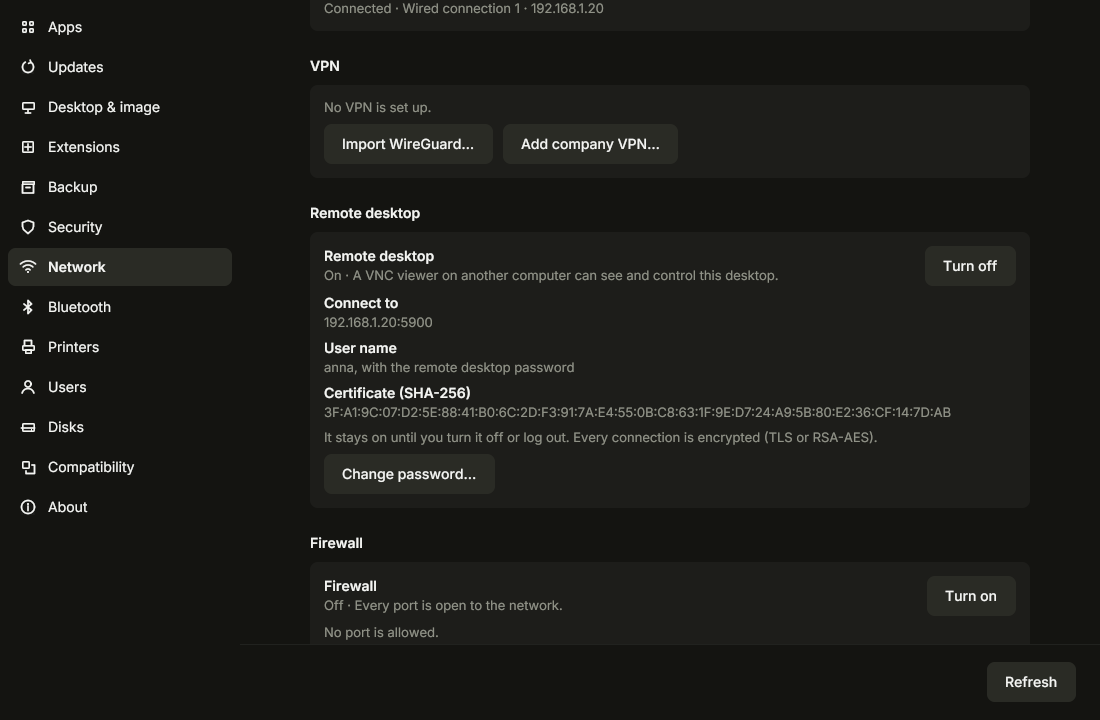 Connected · Wired connection 1 · 192.168.1.20
Apps
Updates
Desktop & image
Extensions
Backup
Security
Network
Bluetooth
Printers
Users
Disks
Compatibility
About
VPN
No VPN is set up.
Import WireGuard...
Add company VPN...
Remote desktop
Remote desktop
On · A VNC viewer on another computer can see and control this desktop.
Turn off
Connect to
192.168.1.20:5900
User name
anna, with the remote desktop password
Certificate (SHA-256)
3F:A1:9C:07:D2:5E:88:41:B0:6C:2D:F3:91:7A:E4:55:0B:C8:63:1F:9E:D7:24:A9:5B:80:E2:36:CF:14:7D:AB
It stays on until you turn it off or log out. Every connection is encrypted (TLS or RSA-AES).
Change password...
Firewall
Firewall
Off · Every port is open to the network.
Turn on
No port is allowed.
Refresh